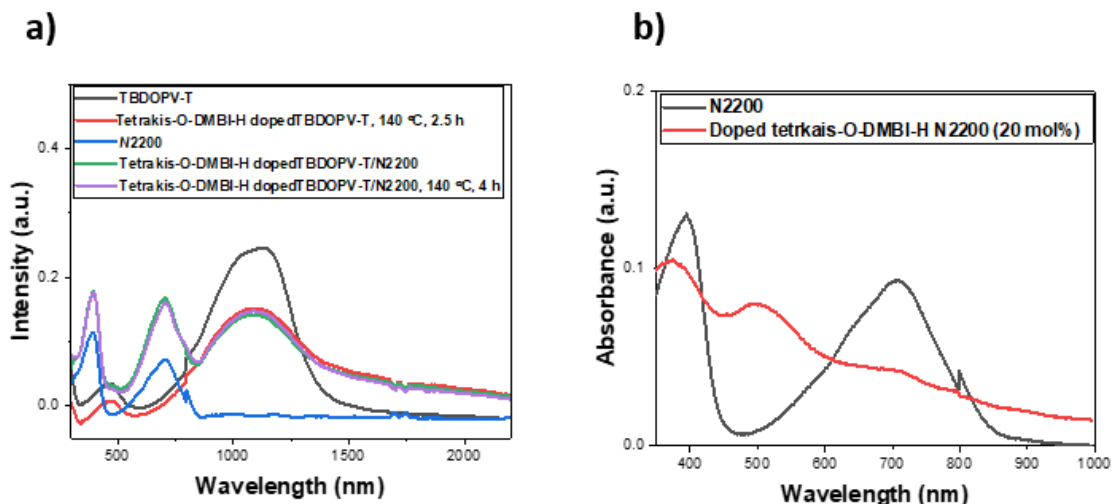 a)
TBDOPV-T
Tetrakis-O-DMBI-H dopedTBDOPV-T, 140 ºC, 2.5 h
N2200
Tetrakis-O-DMBI-H dopedTBDOPV-T/N2200
Tetrakis-O-DMBI-H dopedTBDOPV-T/N2200, 140 ºC, 4 h
Intensity (a.u.)
0.4
0.2
0.0
500 1000 1500 2000
Wavelength (nm)
b)
N2200
Doped tetrkais-O-DMBI-H N2200 (20 mol%)
Absorbance (a.u.)
0.2
0.1
0.0
400 500 600 700 800 900 1000
Wavelength (nm)